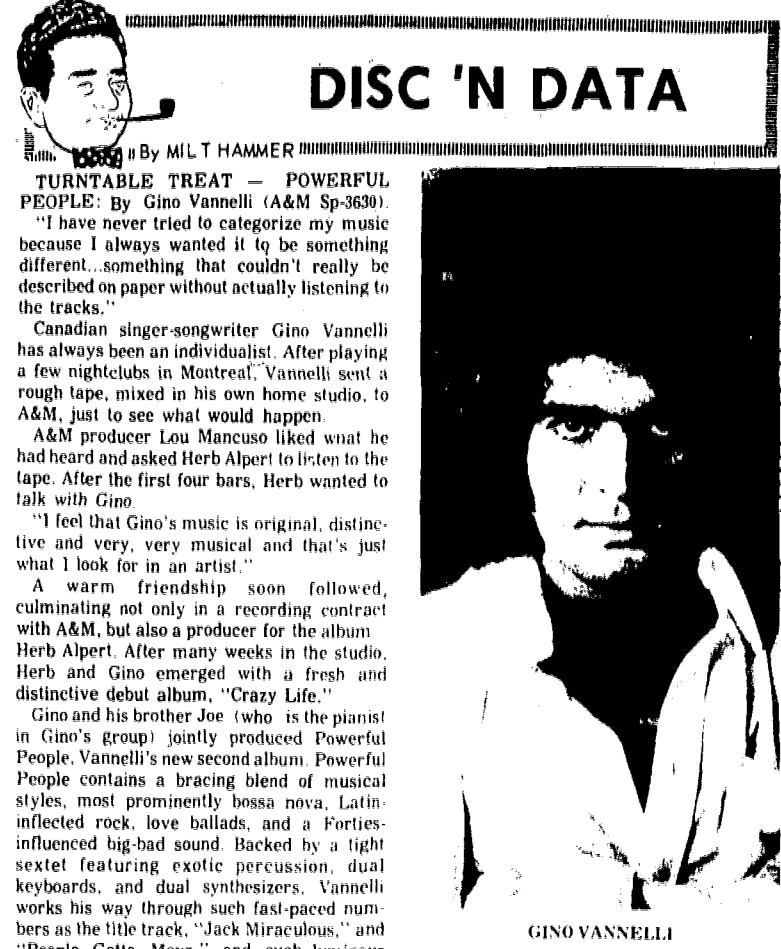 DISC 'N DATA
By MILT HAMMER
TURNTABLE TREAT — POWERFUL
PEOPLE: By Gino Vannelli (A&M Sp-3630).
"I have never tried to categorize my music
because I always wanted it to be something
different...something that couldn't really be
described on paper without actually listening to
the tracks."
Canadian singer-songwriter Gino Vannelli
has always been an individualist. After playing
a few nightclubs in Montreal, Vannelli sent a
rough tape, mixed in his own home studio, to
A&M, just to see what would happen.
A&M producer Lou Mancuso liked what he
had heard and asked Herb Alpert to listen to the
tape. After the first four bars, Herb wanted to
talk with Gino.
"I feel that Gino's music is original, distinc-
tive and very, very musical and that's just
what I look for in an artist."
A warm friendship soon followed,
culminating not only in a recording contract
with A&M, but also a producer for the album
Herb Alpert. After many weeks in the studio,
Herb and Gino emerged with a fresh and
distinctive debut album, "Crazy Life."
Gino and his brother Joe (who is the pianist
in Gino's group) jointly produced Powerful
People, Vannelli's new second album. Powerful
People contains a bracing blend of musical
styles, most prominently bossa nova, Latin-
inflected rock, love ballads, and a Forties-
influenced big-bad sound. Backed by a tight
sextet featuring exotic percussion, dual
keyboards, and dual synthesizers, Vannelli
works his way through such fast-paced num-
bers as the title track, "Jack Miraculous," and
"People Gotta Move," and such
GINO VANNELLI